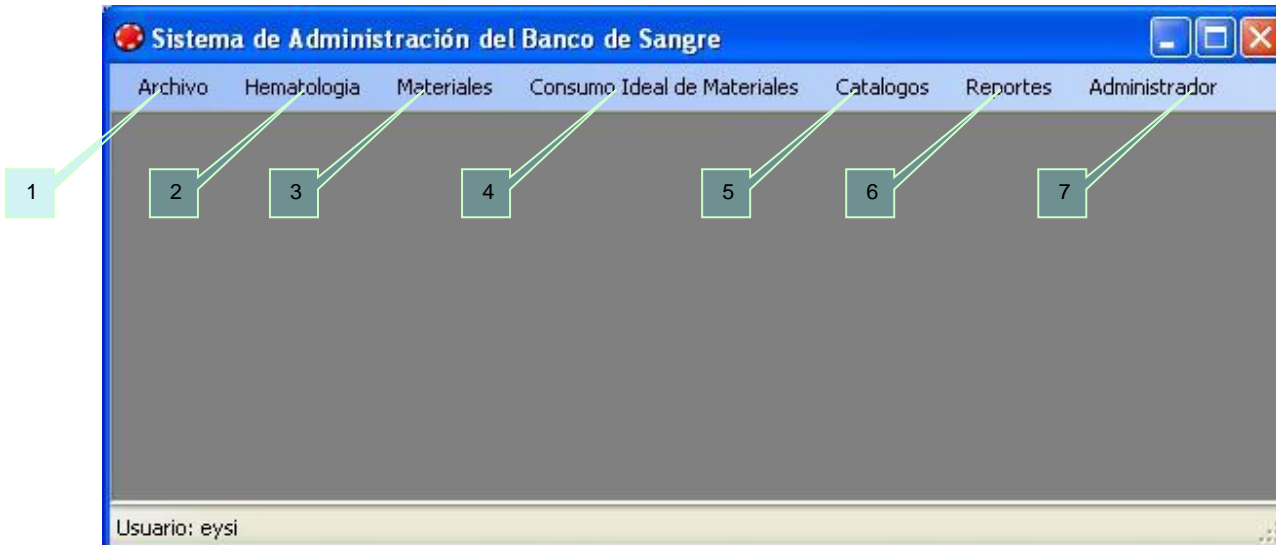 Sistema de Administración del Banco de Sangre
Archivo Hematologia Materiales Consumo Ideal de Materiales Catalogos Reportes Administrador
1 2 3 4 5 6 7
Usuario: eysi